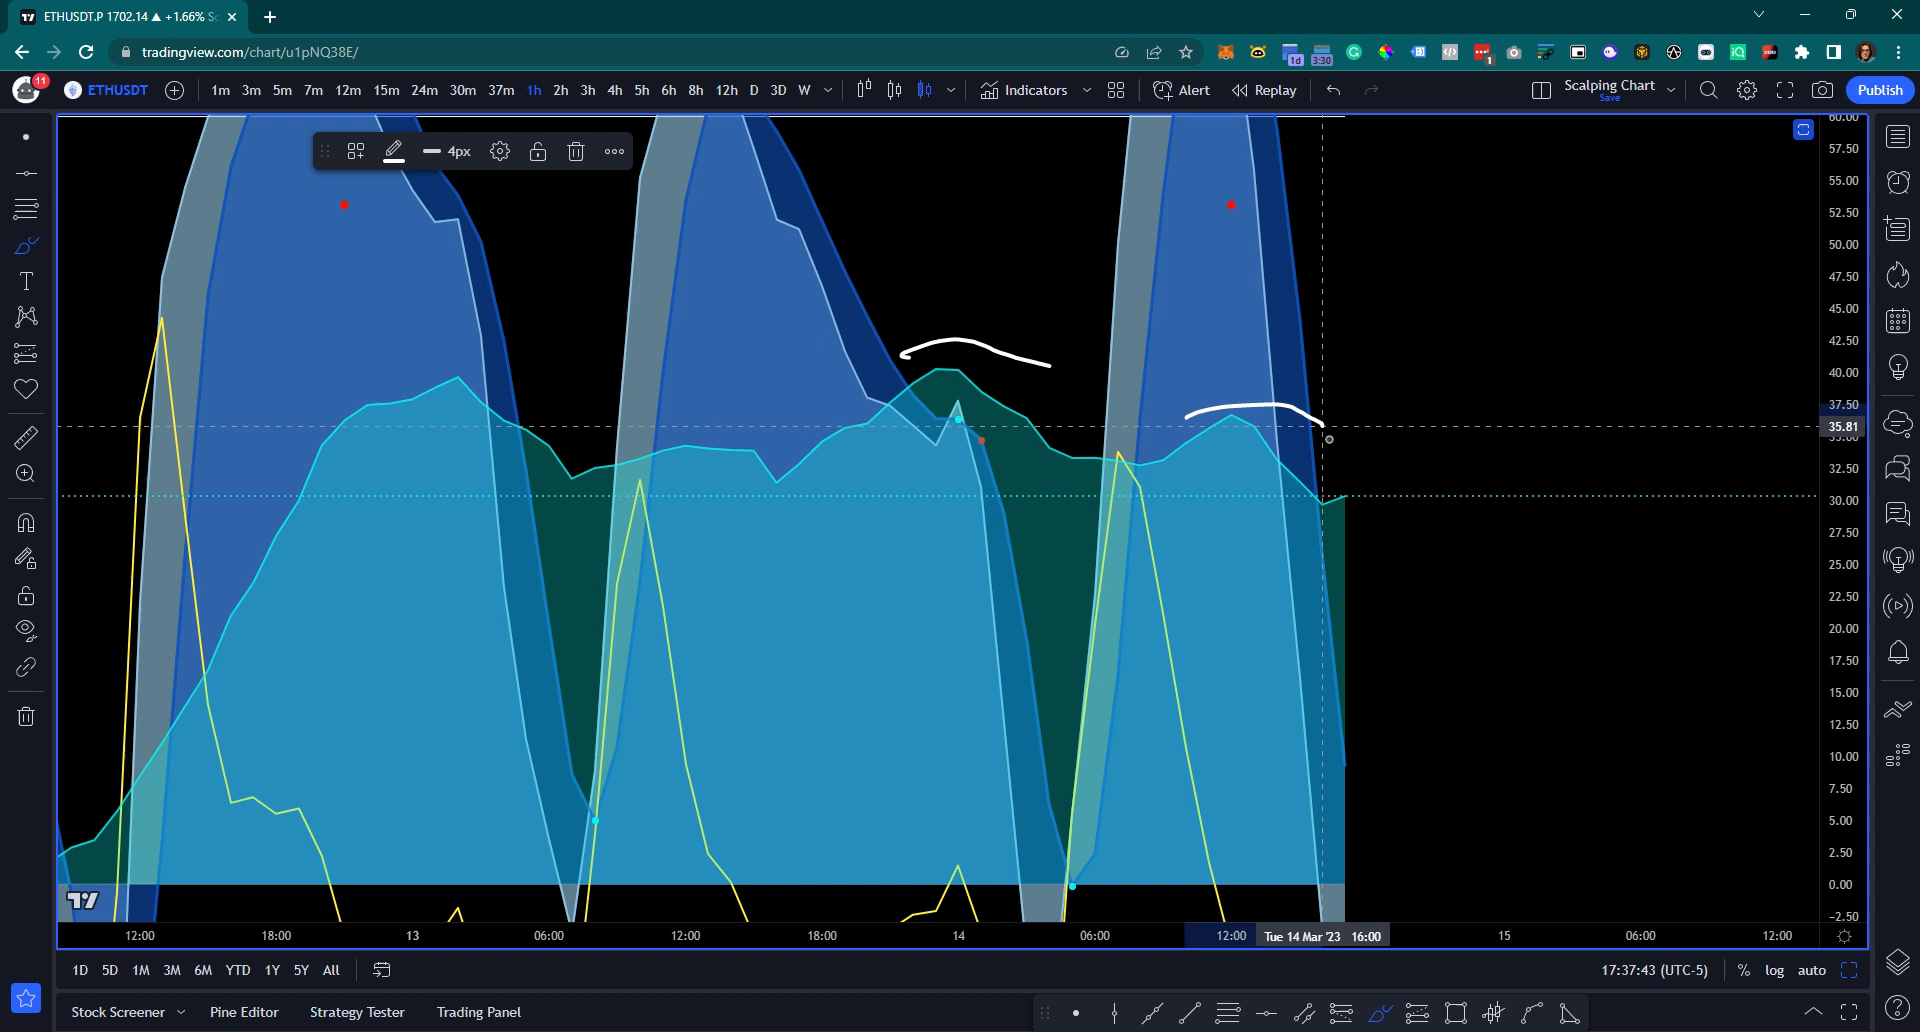 ETHUSDT.P 1702.14 ▲ +1.66% Sc
tradingview.com/chart/u1pNQ38E/
1d
3:30
1
11
ETHUSDT
1m 3m 5m 7m 12m 15m 24m 30m 37m 1h 2h 3h 4h 5h 6h 8h 12h D 3D W
Indicators
Alert
Replay
Scalping Chart
Save
Publish
4px
60.00
57.50
55.00
52.50
50.00
47.50
45.00
42.50
40.00
37.50
35.81
32.50
30.00
27.50
25.00
22.50
20.00
17.50
15.00
12.50
10.00
7.50
5.00
2.50
0.00
−2.50
12:00 18:00 13 06:00 12:00 18:00 14 06:00 12:00 Tue 14 Mar '23 16:00 15 06:00 12:00
1D 5D 1M 3M 6M YTD 1Y 5Y All
17:37:43 (UTC-5) % log auto
Stock Screener Pine Editor Strategy Tester Trading Panel